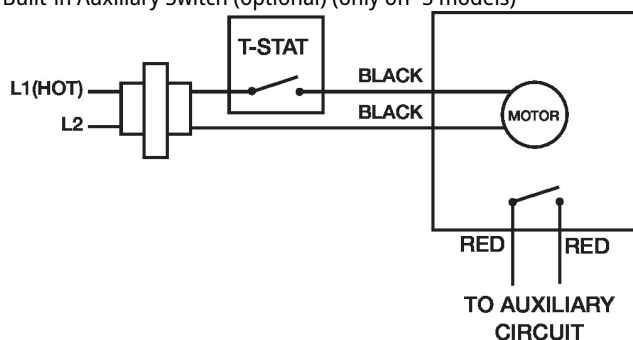 Built-in Auxiliary Switch (optional) (only on -S models)
T-STAT
L1(HOT)
BLACK
L2
BLACK
MOTOR
RED
RED
TO AUXILIARY
CIRCUIT